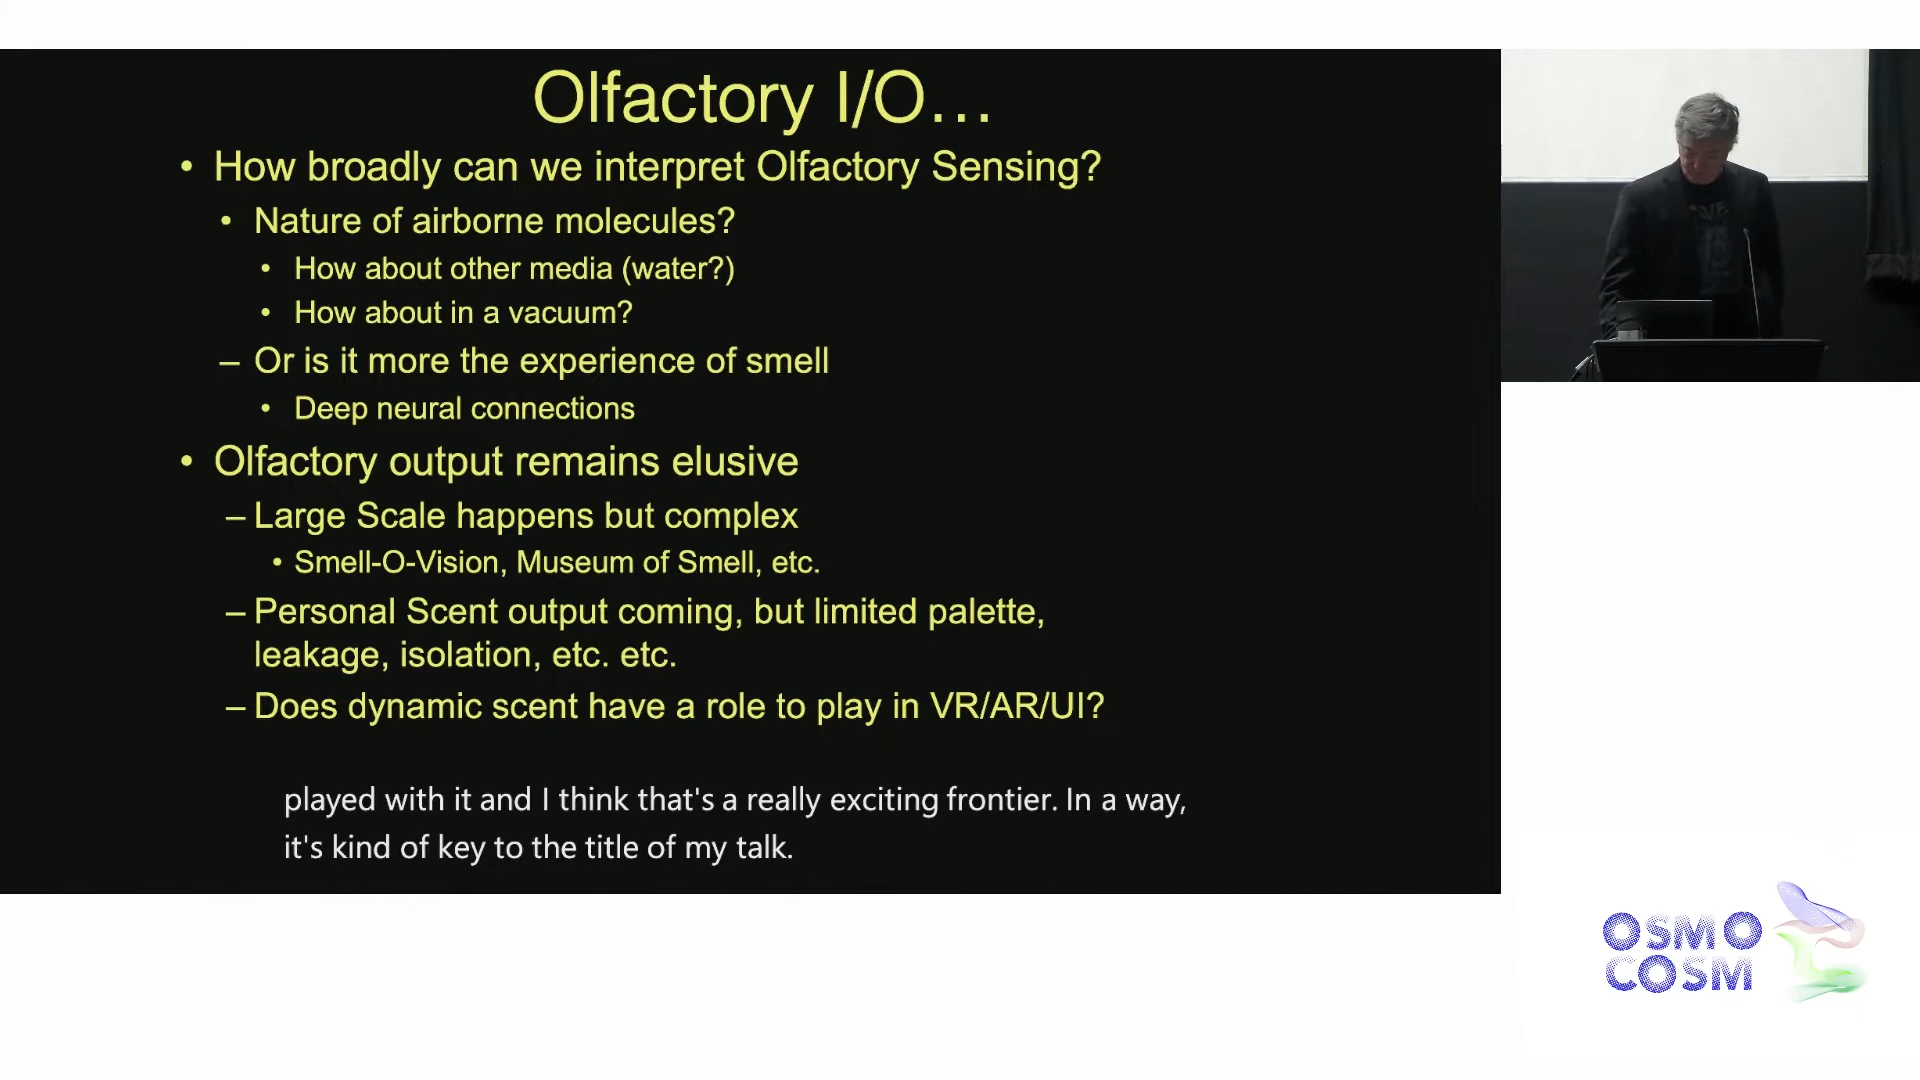 Olfactory I/O…
• How broadly can we interpret Olfactory Sensing?
• Nature of airborne molecules?
• How about other media (water?)
• How about in a vacuum?
– Or is it more the experience of smell
• Deep neural connections
• Olfactory output remains elusive
– Large Scale happens but complex
• Smell-O-Vision, Museum of Smell, etc.
– Personal Scent output coming, but limited palette,
leakage, isolation, etc. etc.
– Does dynamic scent have a role to play in VR/AR/UI?
played with it and I think that's a really exciting frontier. In a way,
it's kind of key to the title of my talk.
OSMO
COSM